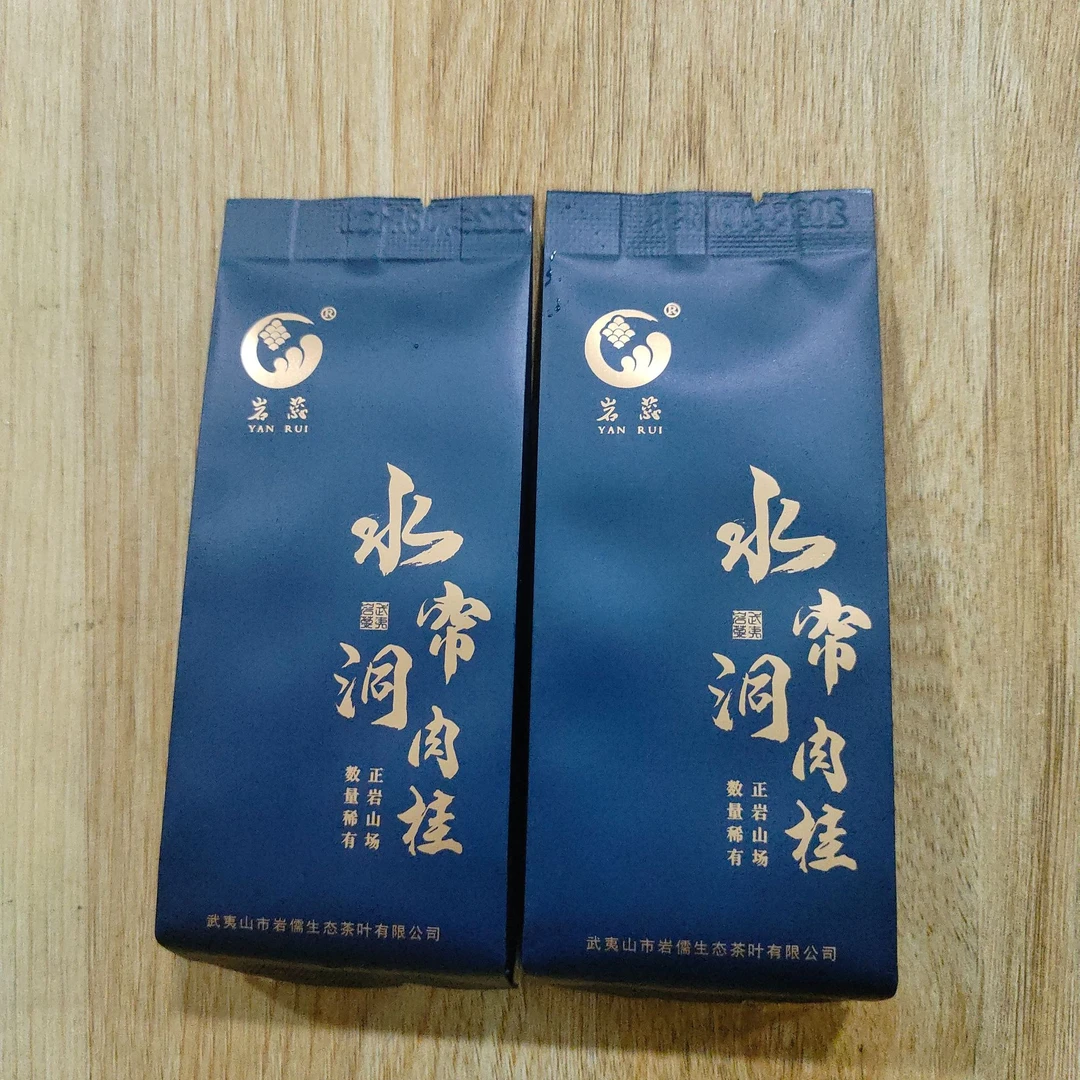 ®
岩蕊
YAN RUI
水帘洞肉桂
武夷
名枞
正岩山场
数量稀有
武夷山市岩儒生态茶叶有限公司
®
岩蕊
YAN RUI
水帘洞肉桂
武夷
名枞
正岩山场
数量稀有
武夷山市岩儒生态茶叶有限公司